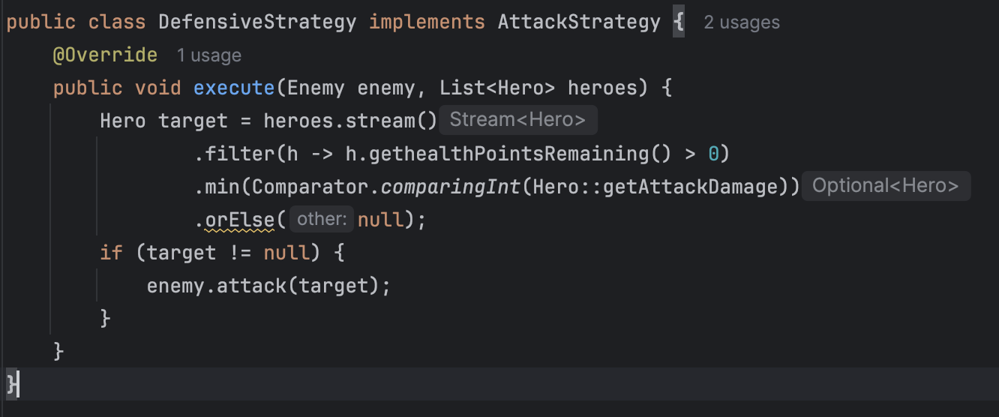 public class DefensiveStrategy implements AttackStrategy { 2 usages
@Override 1 usage
public void execute(Enemy enemy, List<Hero> heroes) {
Hero target = heroes.stream() Stream<Hero>
.filter(h -> h.gethealthPointsRemaining() > 0)
.min(Comparator.comparingInt(Hero::getAttackDamage)) Optional<Hero>
.orElse( other: null);
if (target != null) {
enemy.attack(target);
}
}
}